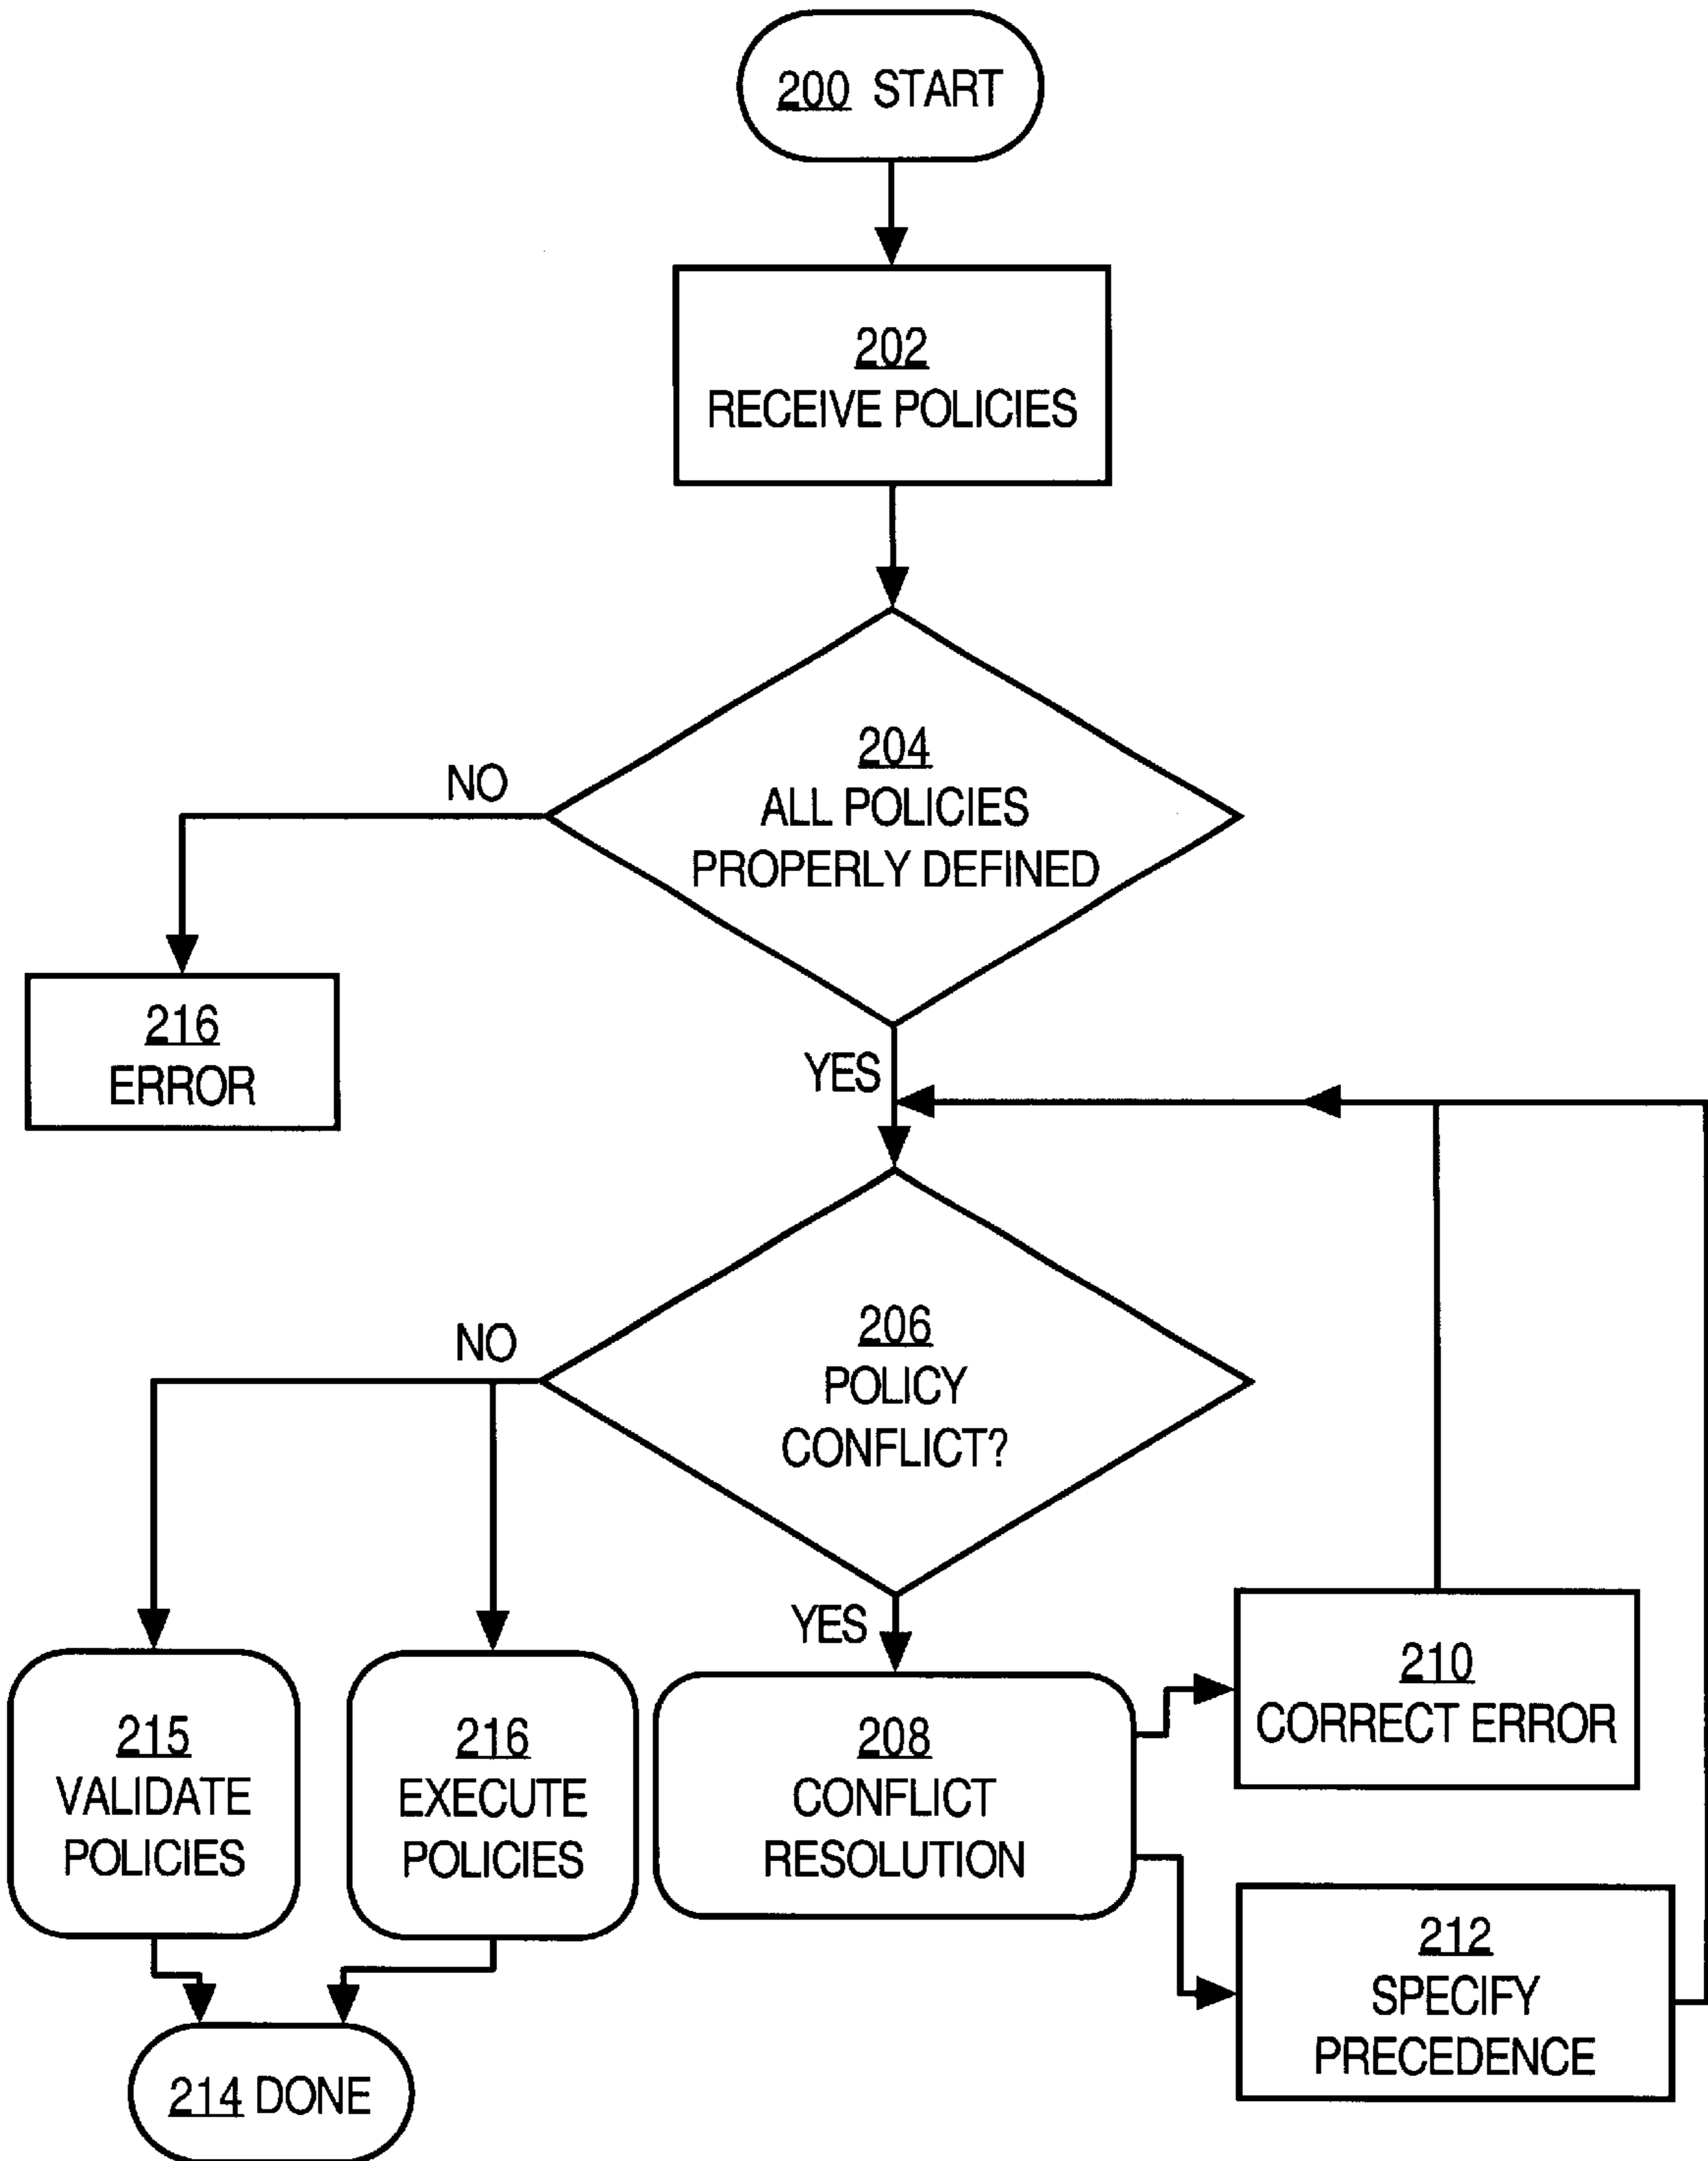 200 START
202
RECEIVE POLICIES
204
ALL POLICIES
PROPERLY DEFINED
NO
216
ERROR
YES
206
POLICY
CONFLICT?
NO
YES
215
VALIDATE
POLICIES
216
EXECUTE
POLICIES
208
CONFLICT
RESOLUTION
210
CORRECT ERROR
212
SPECIFY
PRECEDENCE
214 DONE